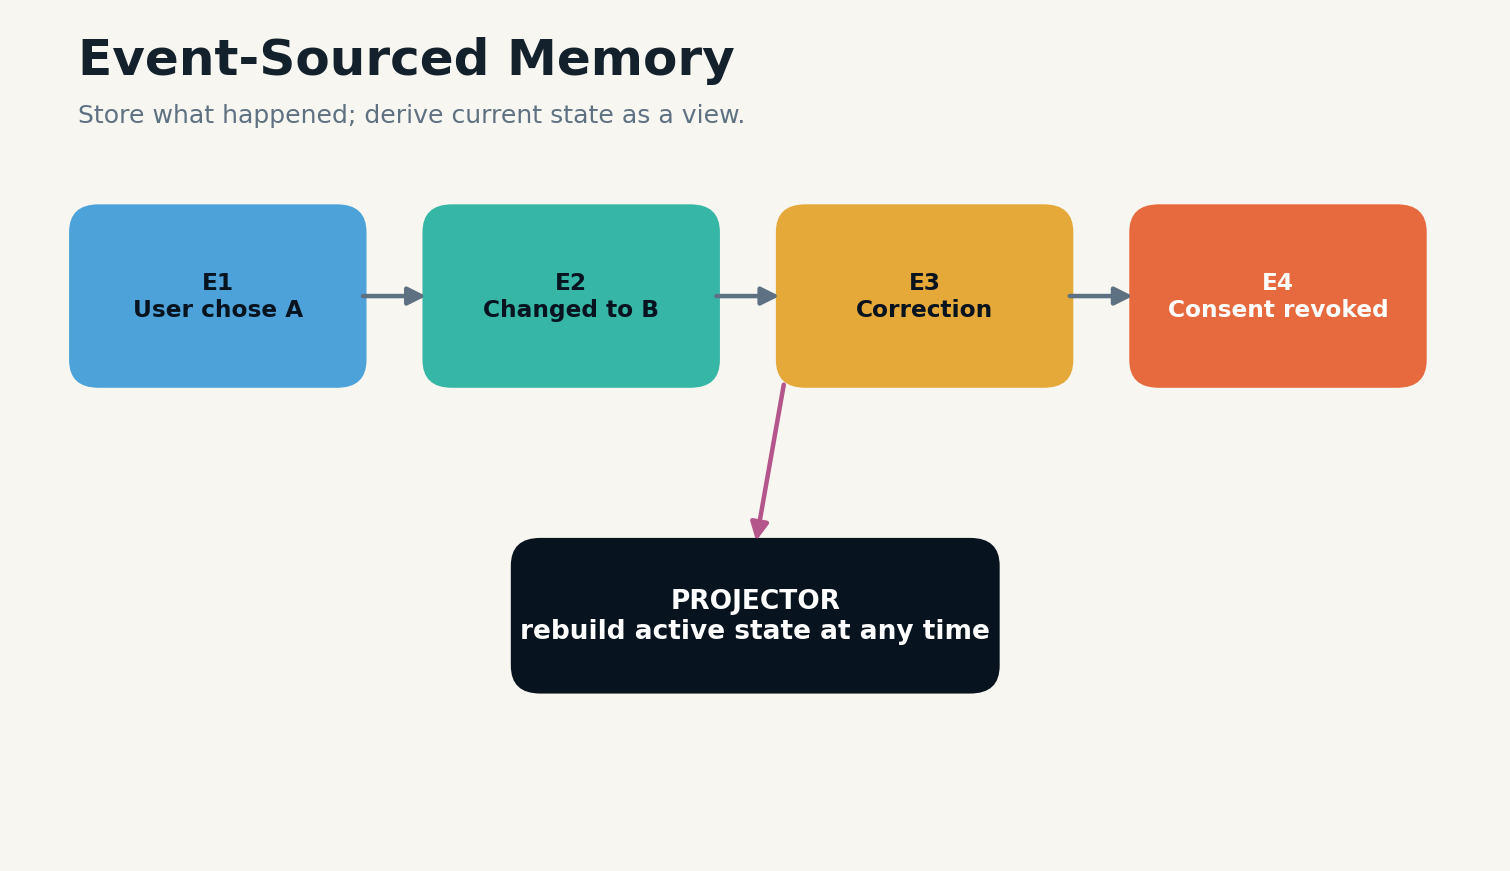 Event-Sourced Memory
Store what happened; derive current state as a view.
E1
User chose A
E2
Changed to B
E3
Correction
E4
Consent revoked
PROJECTOR
rebuild active state at any time